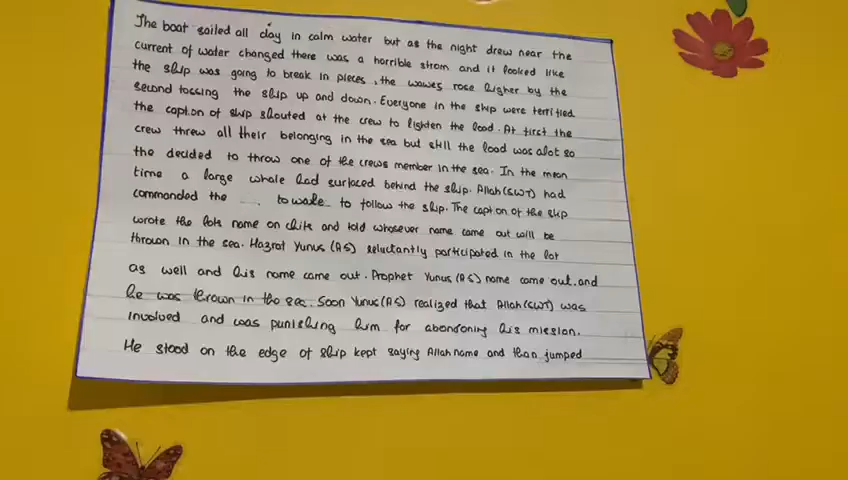 The boat sailed all day in calm water but as the night drew near the
current of water changed there was a horrible strom and it looked like
the ship was going to break in pieces, the wawes rose higher by the
second tossing the ship up and down. Everyone in the ship were terrified
the caption of ship shouted at the crew to lighten the load. At first the
crew threw all their belonging in the sea but still the load was alot so
the decided to throw one of the crews member in the sea. In the mean
time a large whale had surfaced behind the ship. Allah (SWT) had
commanded the to wale to follow the ship. The caption of the ship
wrote the lots name on chits and told whosever name came out will be
thrown in the sea. Hazrat Yunus (AS) reluctantly participated in the lot
as well and his name came out. Prophet Yunus (AS) name came out. and
he was thrown in the sea. Soon Yunus (AS) realized that Allah (SWT) was
involved and was punishing him for abandoning his mission.
He stood on the edge of ship kept saying Allah name and than jumped